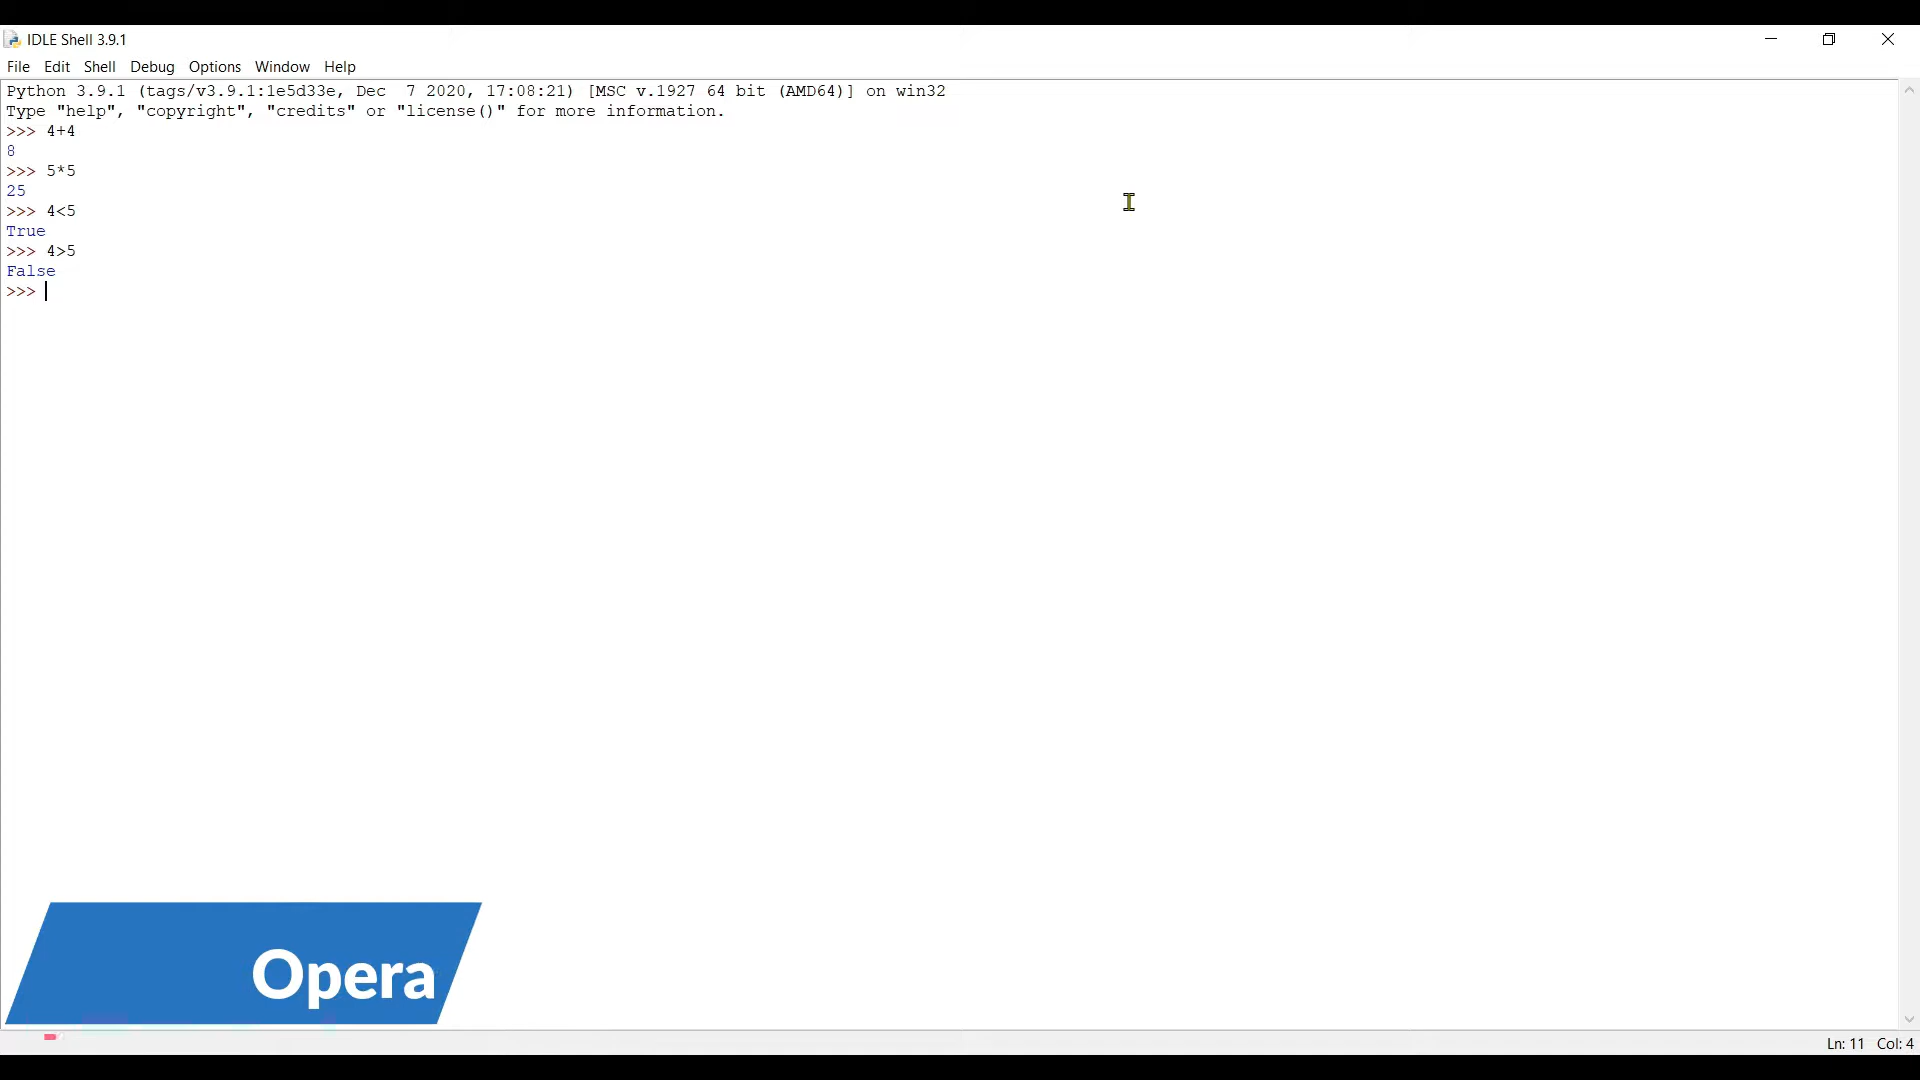 IDLE Shell 3.9.1
File Edit Shell Debug Options Window Help
Python 3.9.1 (tags/v3.9.1:1e5d33e, Dec  7 2020, 17:08:21) [MSC v.1927 64 bit (AMD64)] on win32
Type "help", "copyright", "credits" or "license()" for more information.
>>> 4+4
8
>>> 5*5
25
>>> 4<5
True
>>> 4>5
False
>>>
Opera
Ln: 11 Col: 4